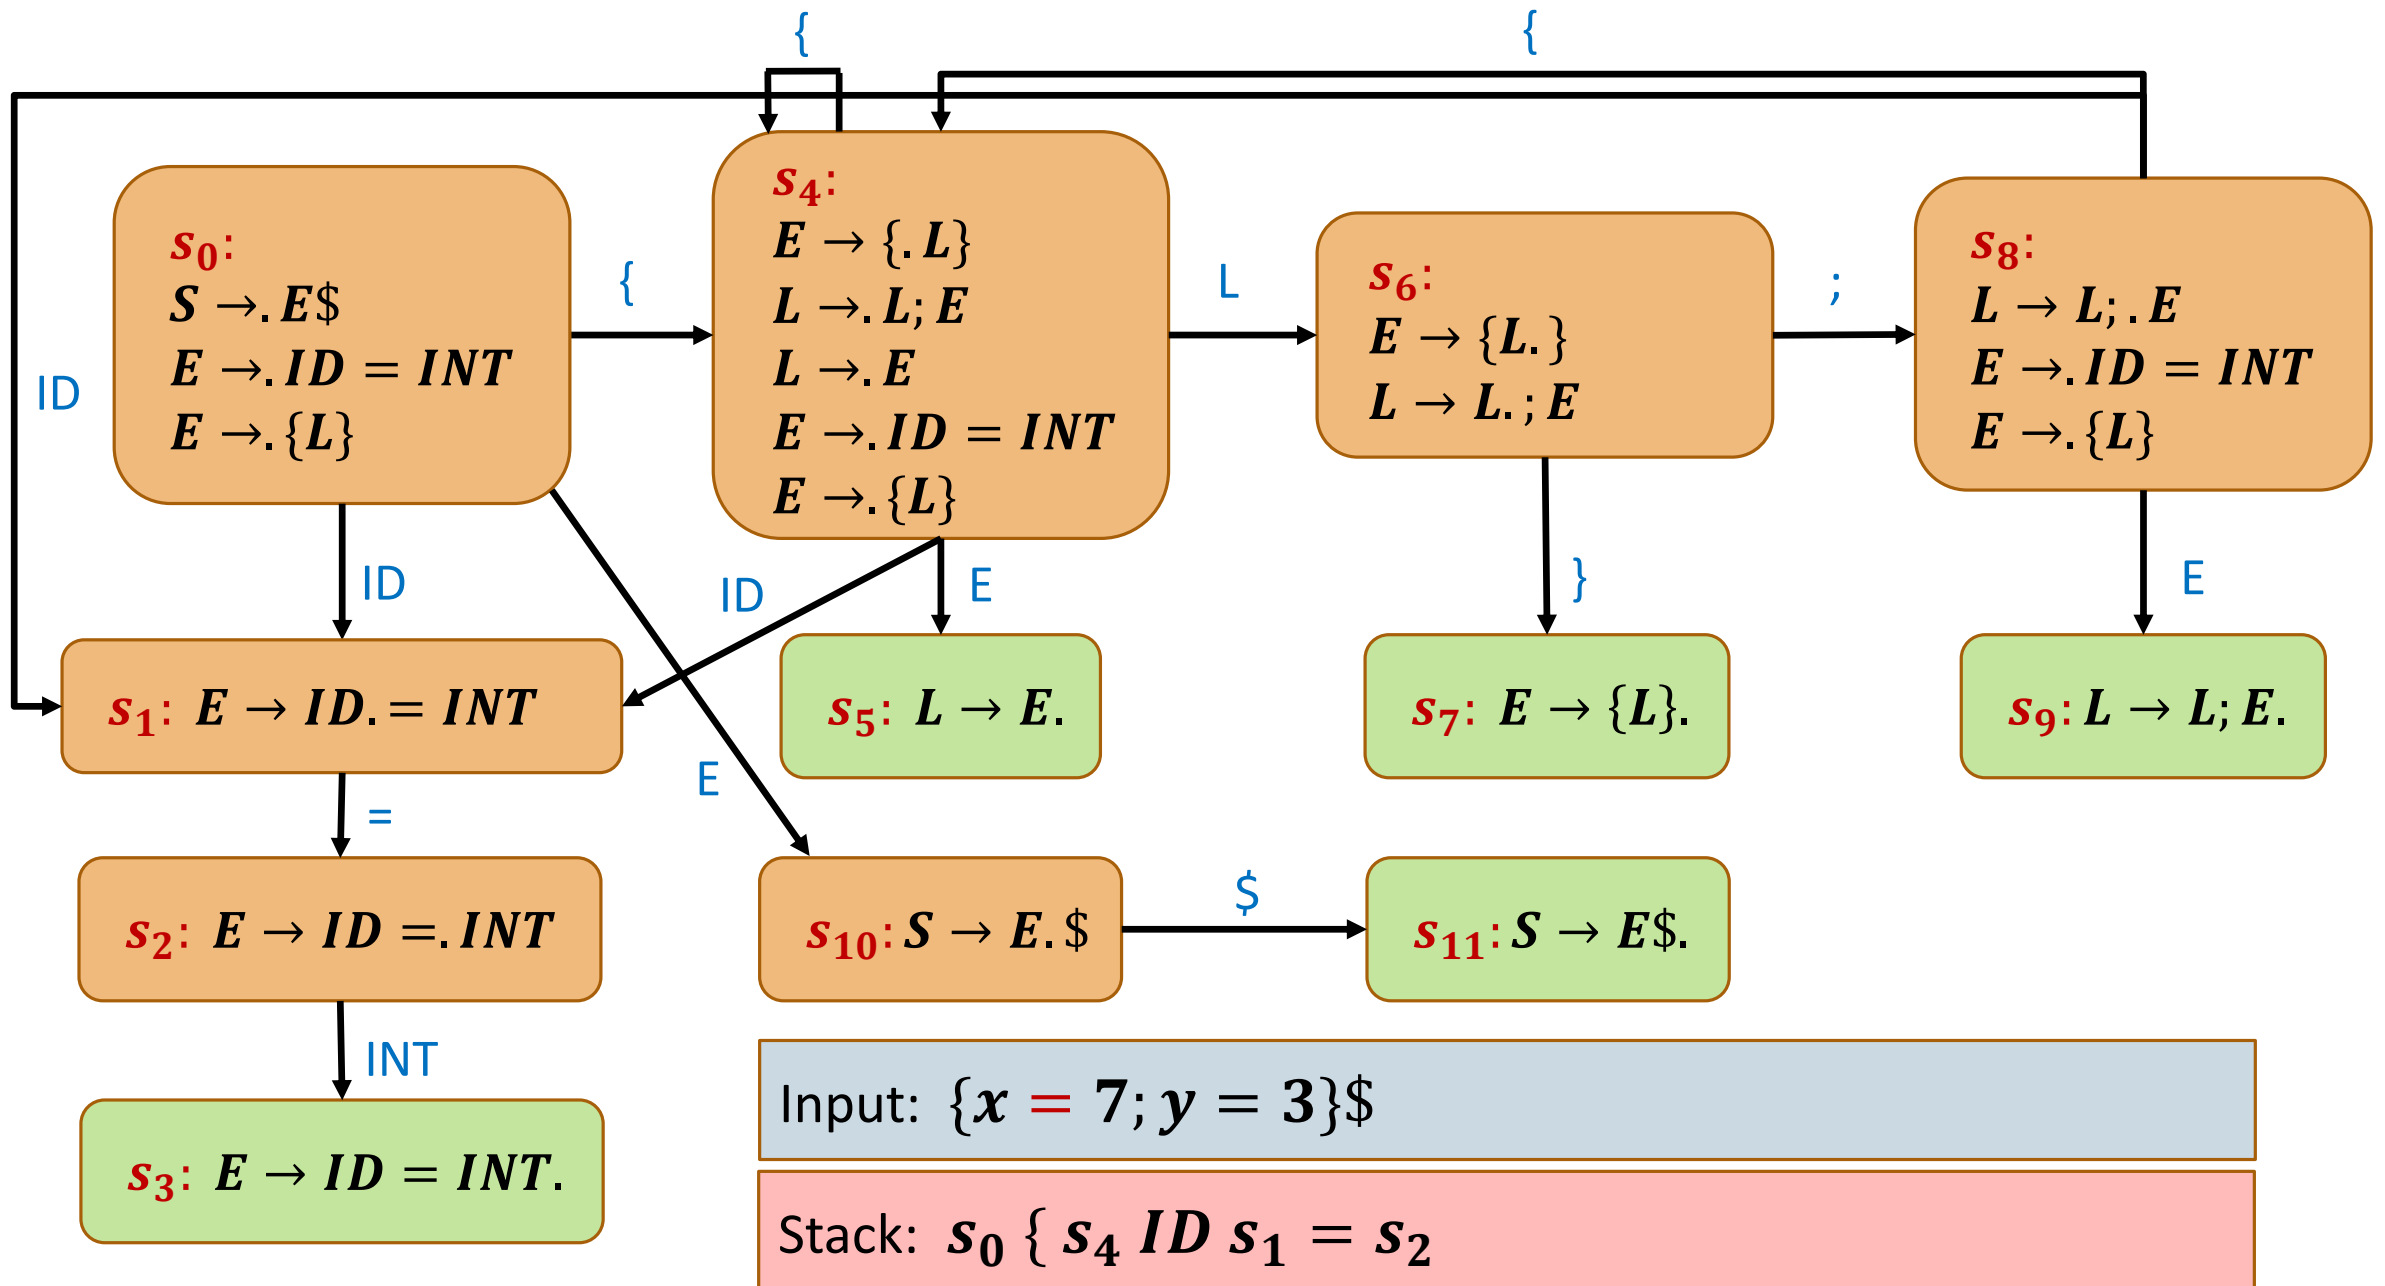 {
{
s₀:
S →. E$
E →. ID = INT
E →. {L}
{
s₄:
E → {. L}
L →. L; E
L →. E
E →. ID = INT
E →. {L}
L
s₆:
E → {L. }
L → L. ; E
;
s₈:
L → L; . E
E →. ID = INT
E →. {L}
ID
ID
ID
E
}
E
s₁: E → ID. = INT
s₅: L → E.
s₇: E → {L}.
s₉: L → L; E.
=
E
s₂: E → ID =. INT
s₁₀: S → E. $
$
s₁₁: S → E$.
INT
s₃: E → ID = INT.
Input: {x = 7; y = 3}$
Stack: s₀ { s₄ ID s₁ = s₂